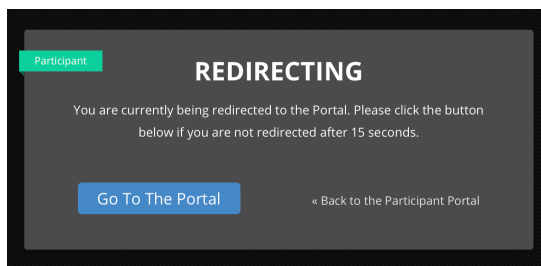 Participant
REDIRECTING
You are currently being redirected to the Portal. Please click the button
below if you are not redirected after 15 seconds.
Go To The Portal
« Back to the Participant Portal